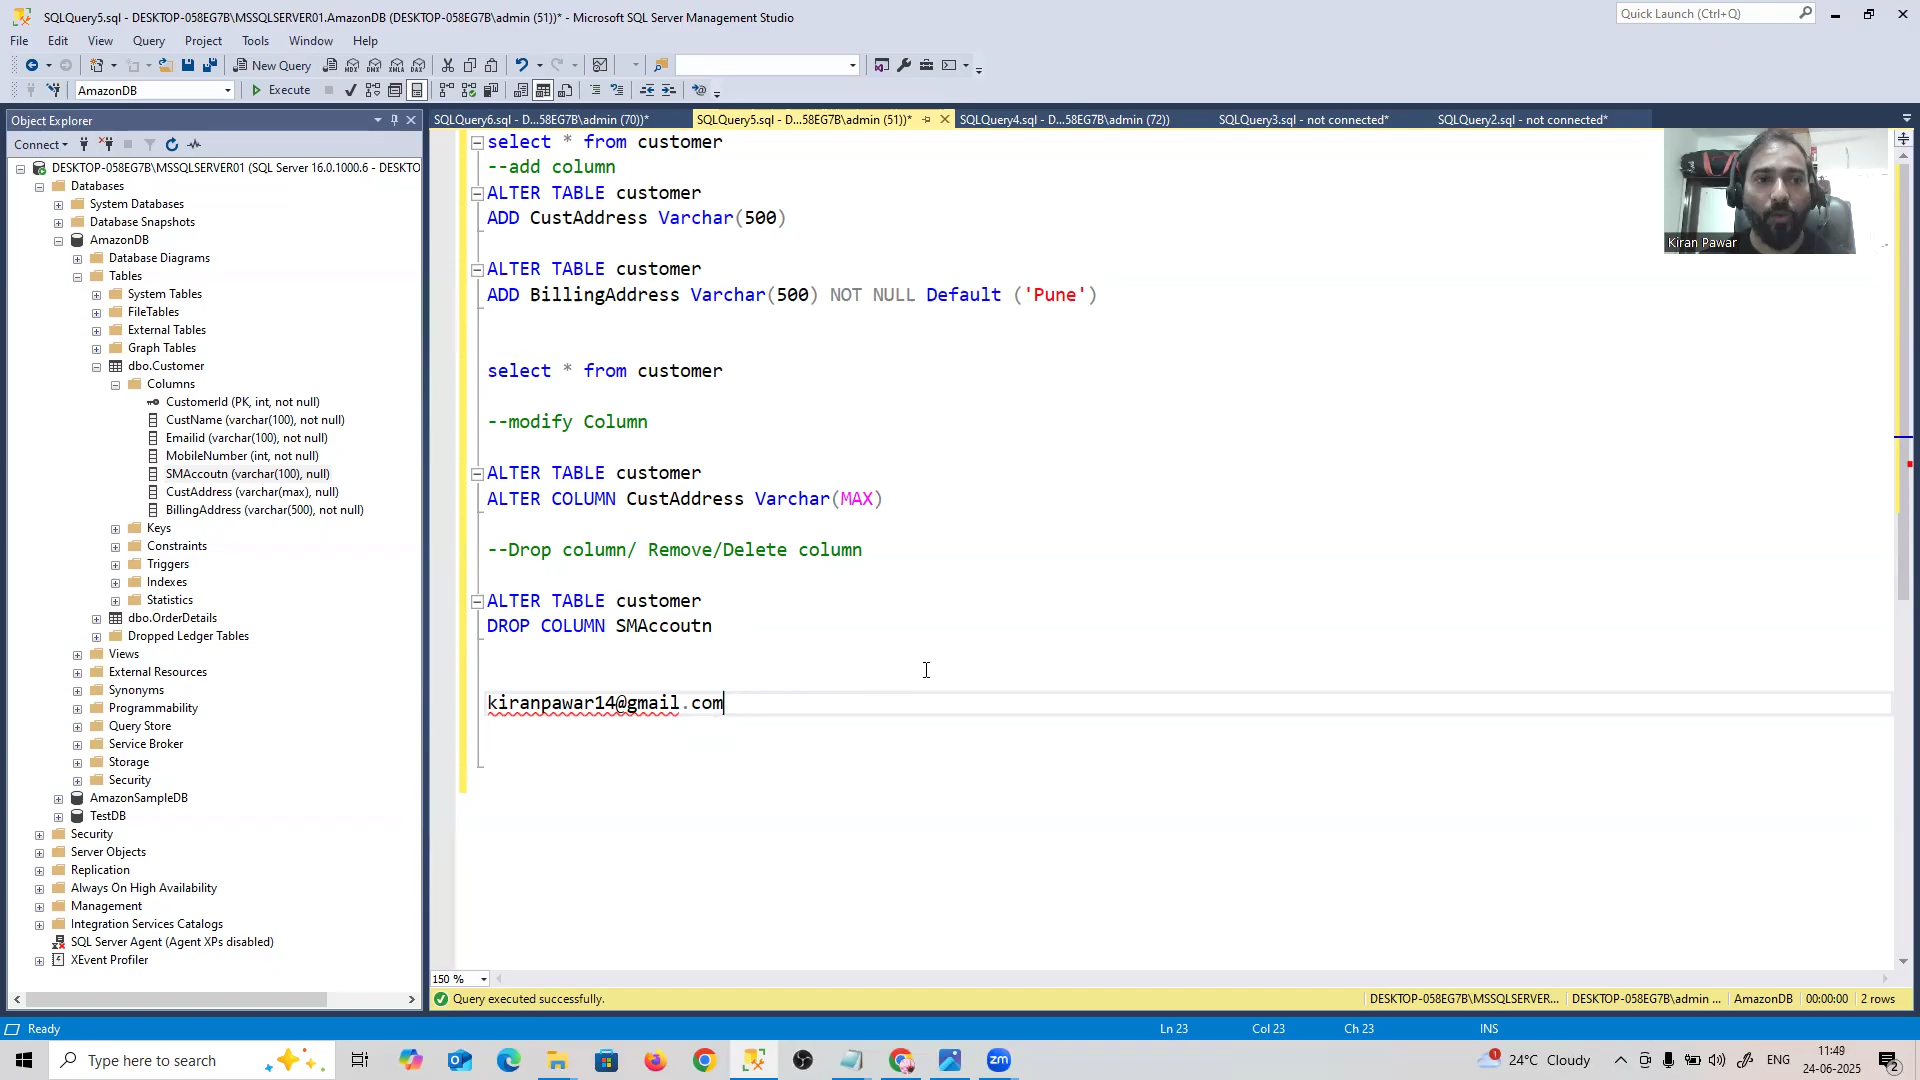 SQLQuery5.sql - DESKTOP-058EG7B\MSSQLSERVER01.AmazonDB (DESKTOP-058EG7B\admin (51))* - Microsoft SQL Server Management Studio
Quick Launch (Ctrl+Q)
File Edit View Query Project Tools Window Help
New Query
AmazonDB
Execute
Object Explorer
Connect
DESKTOP-058EG7B\MSSQLSERVER01 (SQL Server 16.0.1000.6 - DESKTO
Databases
System Databases
Database Snapshots
AmazonDB
Database Diagrams
Tables
System Tables
FileTables
External Tables
Graph Tables
dbo.Customer
Columns
CustomerId (PK, int, not null)
CustName (varchar(100), not null)
Emailid (varchar(100), not null)
MobileNumber (int, not null)
SMAccoutn (varchar(100), null)
CustAddress (varchar(max), null)
BillingAddress (varchar(500), not null)
Keys
Constraints
Triggers
Indexes
Statistics
dbo.OrderDetails
Dropped Ledger Tables
Views
External Resources
Synonyms
Programmability
Query Store
Service Broker
Storage
Security
AmazonSampleDB
TestDB
Security
Server Objects
Replication
Always On High Availability
Management
Integration Services Catalogs
SQL Server Agent (Agent XPs disabled)
XEvent Profiler
SQLQuery6.sql - D...58EG7B\admin (70))*
SQLQuery5.sql - D...58EG7B\admin (51))*
SQLQuery4.sql - D...58EG7B\admin (72))
SQLQuery3.sql - not connected*
SQLQuery2.sql - not connected*
select * from customer
--add column
ALTER TABLE customer
ADD CustAddress Varchar(500)
ALTER TABLE customer
ADD BillingAddress Varchar(500) NOT NULL Default ('Pune')
select * from customer
--modify Column
ALTER TABLE customer
ALTER COLUMN CustAddress Varchar(MAX)
--Drop column/ Remove/Delete column
ALTER TABLE customer
DROP COLUMN SMAccoutn
kiranpawar14@gmail.com
Kiran Pawar
150 %
Query executed successfully.
DESKTOP-058EG7B\MSSQLSERVER... DESKTOP-058EG7B\admin ... AmazonDB 00:00:00 2 rows
Ready
Ln 23 Col 23 Ch 23 INS
Type here to search
zm
1
24°C Cloudy
ENG
11:49
24-06-2025
2